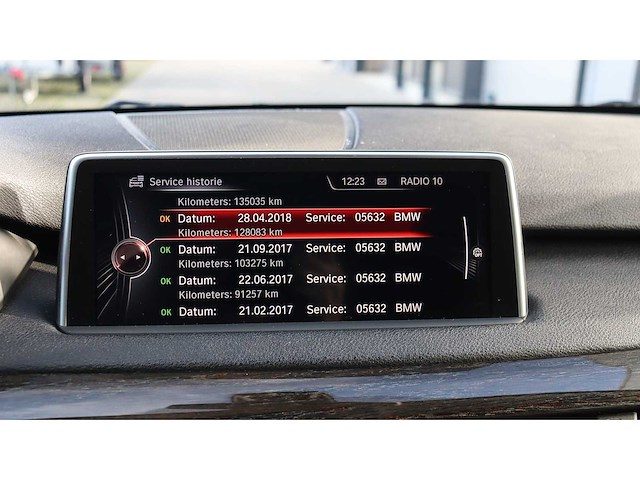 Service historie 12:23 RADIO 10
Kilometers: 135035 km
OK Datum: 28.04.2018 Service: 05632 BMW
Kilometers: 128083 km
OK Datum: 21.09.2017 Service: 05632 BMW
Kilometers: 103275 km
OK Datum: 22.06.2017 Service: 05632 BMW
Kilometers: 91257 km
OK Datum: 21.02.2017 Service: 05632 BMW